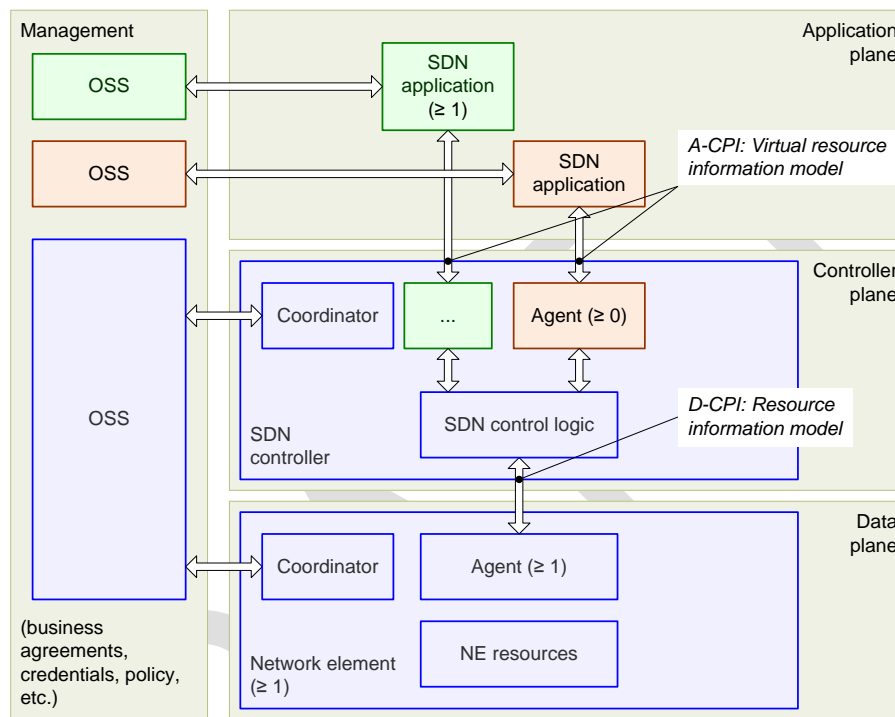 Management
OSS
OSS
OSS
(business
agreements,
credentials, policy,
etc.)
Application
plane
SDN
application
(≥ 1)
SDN
application
A-CPI: Virtual resource
information model
Controller
plane
Coordinator
...
Agent (≥ 0)
SDN control logic
SDN
controller
D-CPI: Resource
information model
Data
plane
Coordinator
Agent (≥ 1)
NE resources
Network element
(≥ 1)